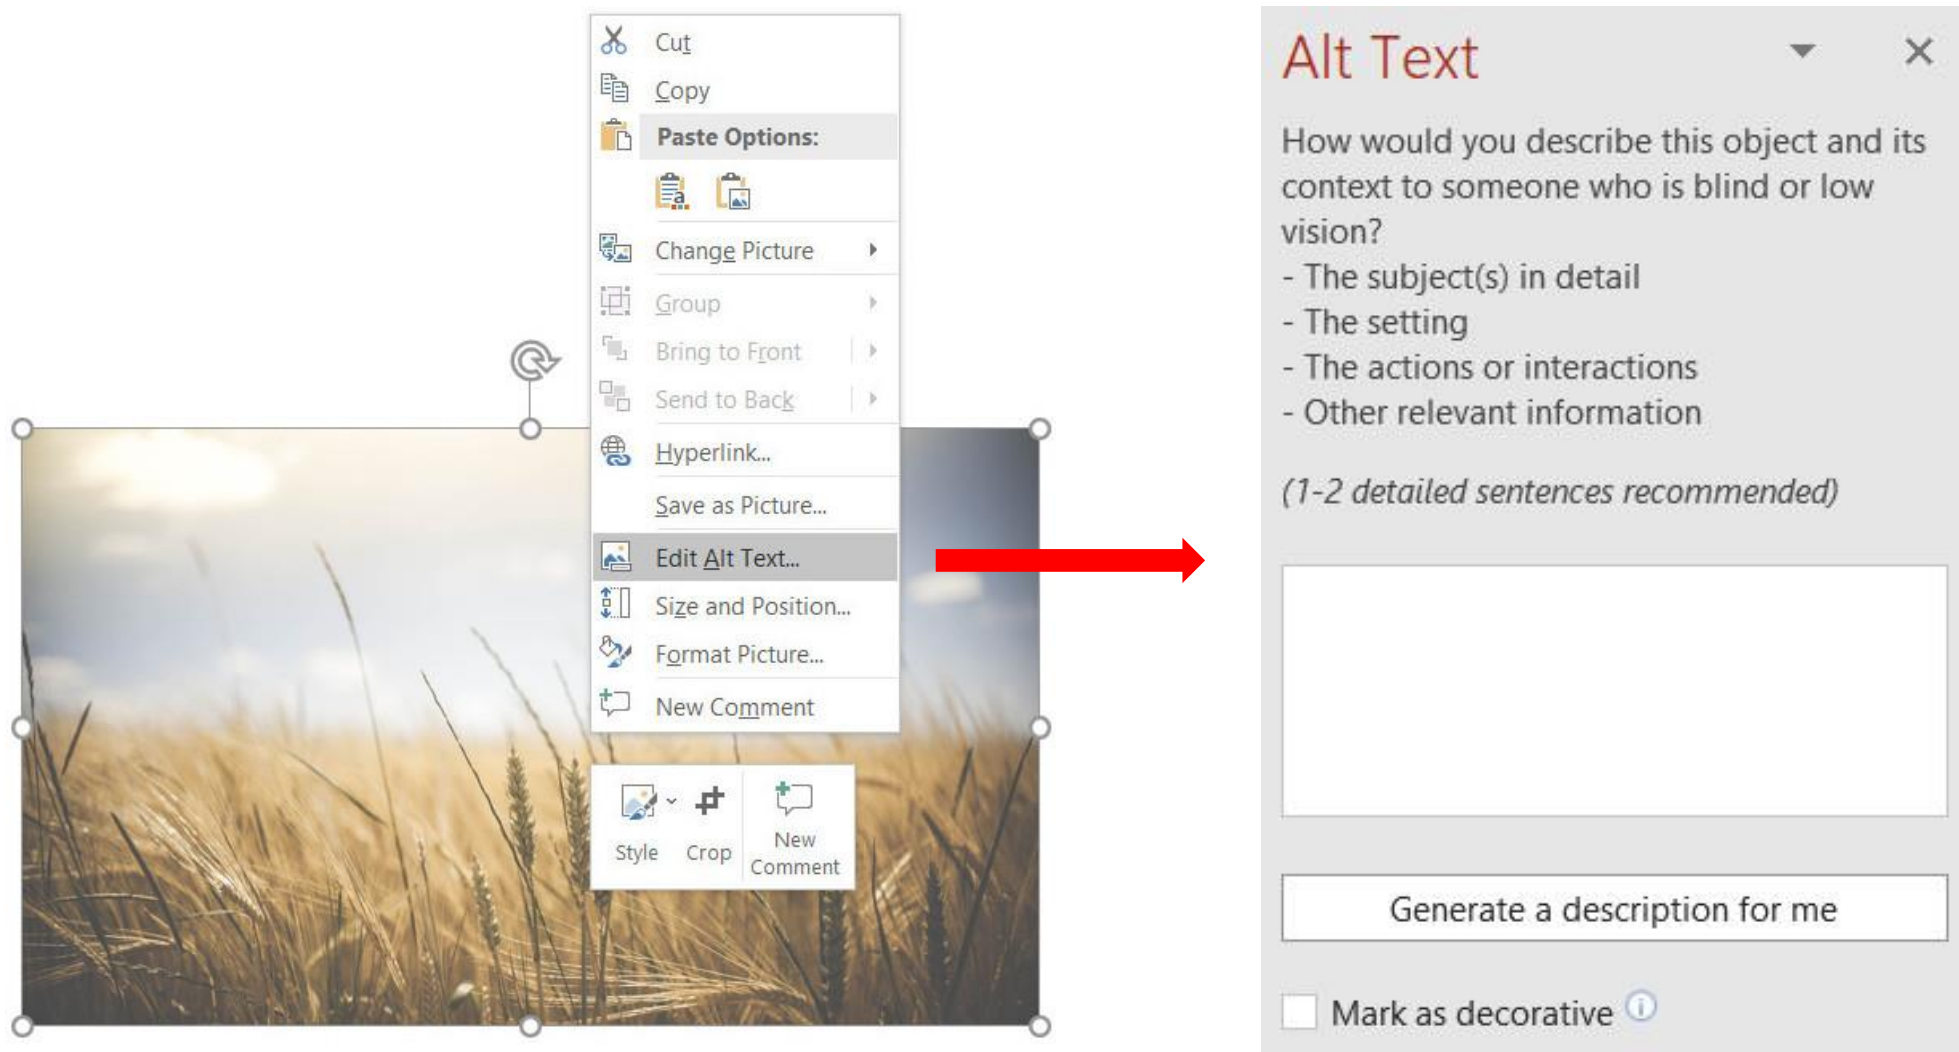 Cut
Copy
Paste Options:
a
Change Picture
Group
Bring to Front
Send to Back
Hyperlink...
Save as Picture...
Edit Alt Text...
Size and Position...
Format Picture...
New Comment
Style
Crop
New
Comment
Alt Text
How would you describe this object and its
context to someone who is blind or low
vision?
- The subject(s) in detail
- The setting
- The actions or interactions
- Other relevant information
(1-2 detailed sentences recommended)
Generate a description for me
Mark as decorative